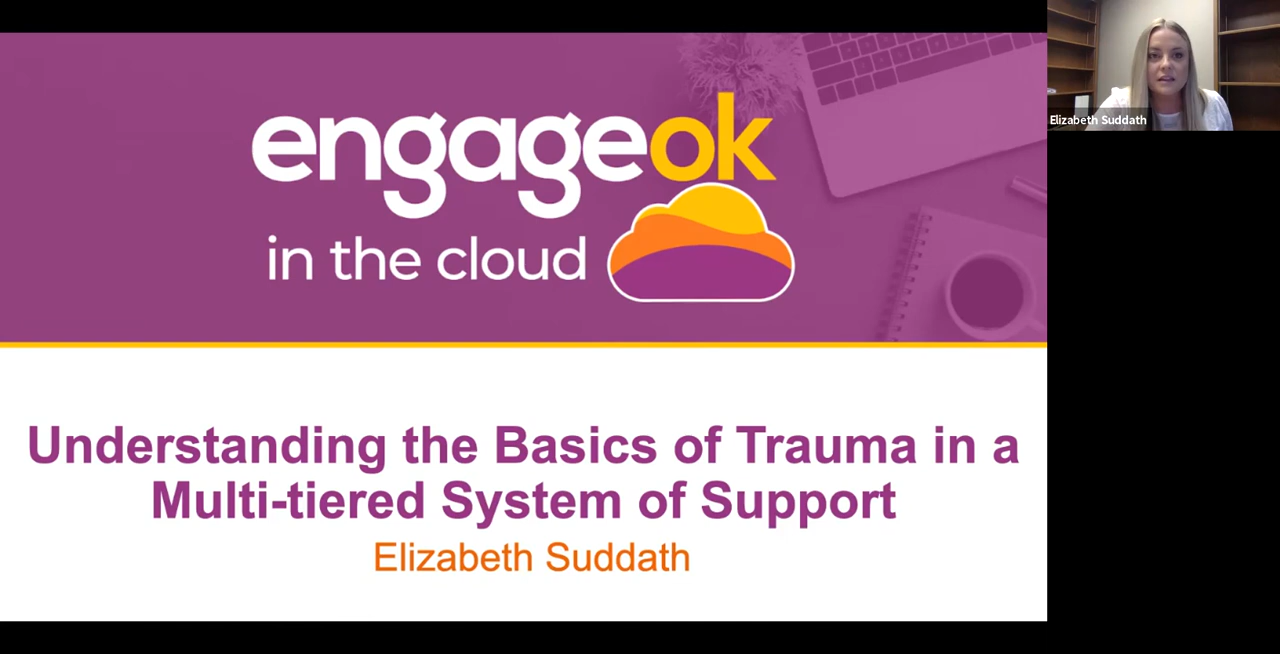 engageok
in the cloud
Elizabeth Suddath
Understanding the Basics of Trauma in a
Multi-tiered System of Support
Elizabeth Suddath